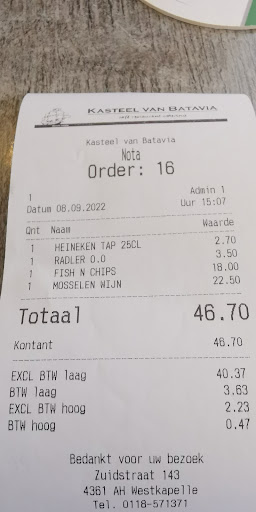 KASTEEL VAN BATAVIA
Kasteel van Batavia
Nota
Order: 16
1 Admin 1
Datum 08.09.2022 Uur 15:07
Qnt Naam Waarde
1 HEINEKEN TAP 25CL 2.70
1 RADLER 0.0 3.50
1 FISH N CHIPS 18.00
1 MOSSELEN WIJN 22.50
Totaal 46.70
Kontant 46.70
EXCL BTW laag 40.37
BTW laag 3.63
EXCL BTW hoog 2.23
BTW hoog 0.47
Bedankt voor uw bezoek
Zuidstraat 143
4361 AH Westkapelle
Tel. 0118-571371